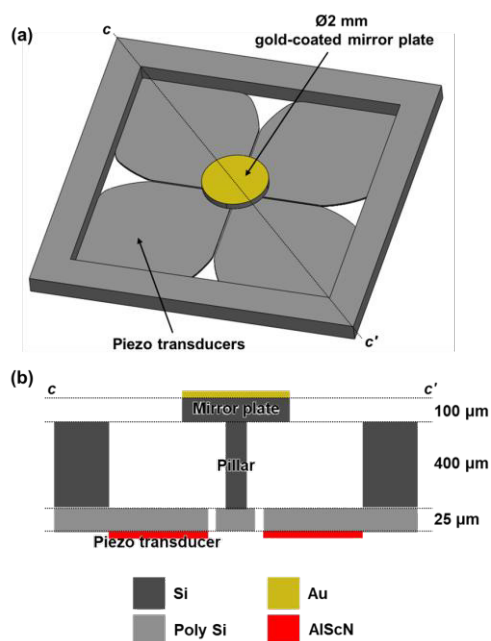 (a)
c
Ø2 mm
gold-coated mirror plate
Piezo transducers
c'
(b)
c
c'
Mirror plate
100 µm
Pillar
400 µm
25 µm
Piezo transducer
Si
Au
Poly Si
AlScN